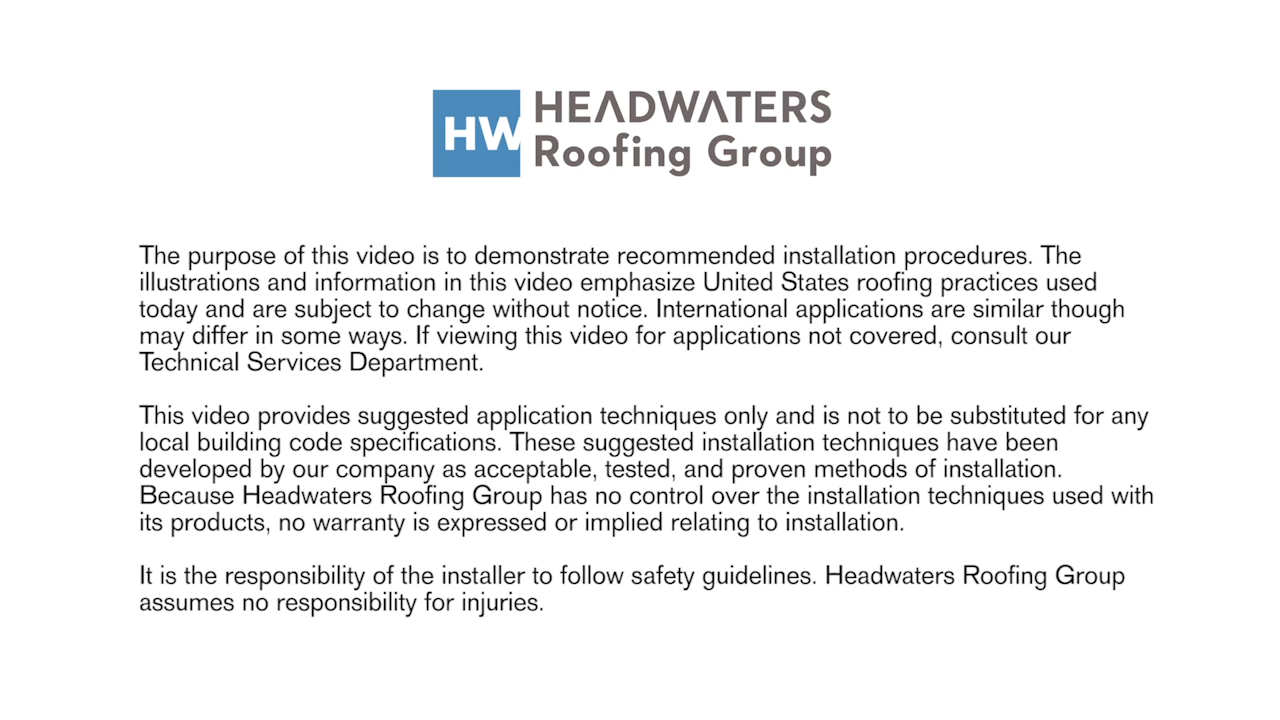 HW HEADWATERS
Roofing Group
The purpose of this video is to demonstrate recommended installation procedures. The
illustrations and information in this video emphasize United States roofing practices used
today and are subject to change without notice. International applications are similar though
may differ in some ways. If viewing this video for applications not covered, consult our
Technical Services Department.
This video provides suggested application techniques only and is not to be substituted for any
local building code specifications. These suggested installation techniques have been
developed by our company as acceptable, tested, and proven methods of installation.
Because Headwaters Roofing Group has no control over the installation techniques used with
its products, no warranty is expressed or implied relating to installation.
It is the responsibility of the installer to follow safety guidelines. Headwaters Roofing Group
assumes no responsibility for injuries.